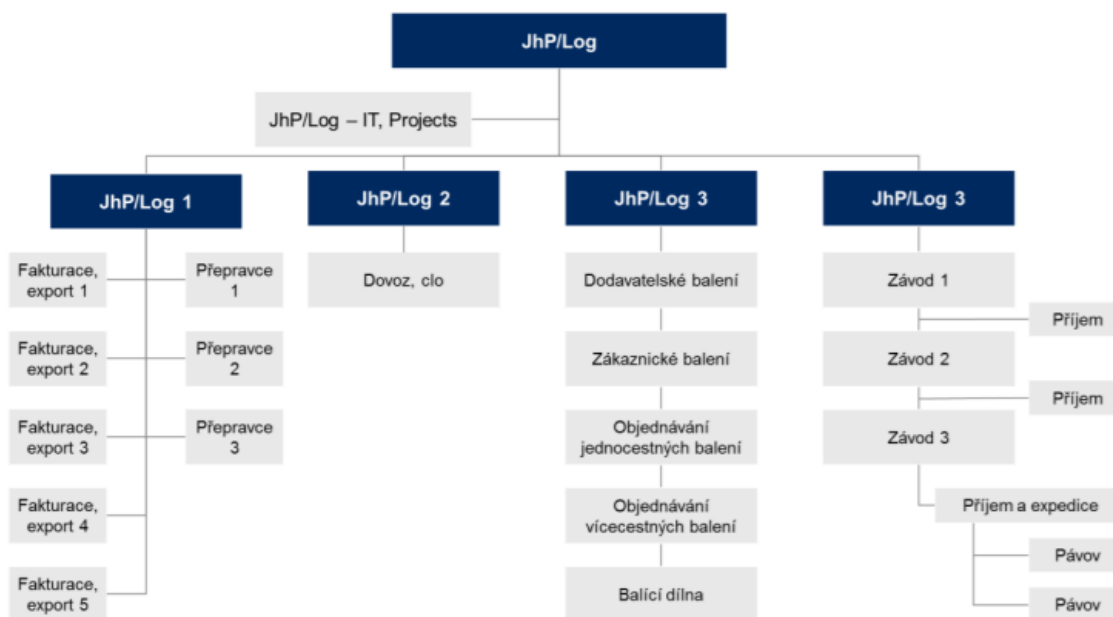 JhP/Log
JhP/Log – IT, Projects
JhP/Log 1
JhP/Log 2
JhP/Log 3
JhP/Log 3
Fakturace,
export 1
Přepravce
1
Fakturace,
export 2
Přepravce
2
Fakturace,
export 3
Přepravce
3
Fakturace,
export 4
Fakturace,
export 5
Dovoz, clo
Dodavatelské balení
Zákaznické balení
Objednávání
jednocestných balení
Objednávání
vícecestných balení
Balící dílna
Závod 1
Příjem
Závod 2
Příjem
Závod 3
Příjem a expedice
Pávov
Pávov